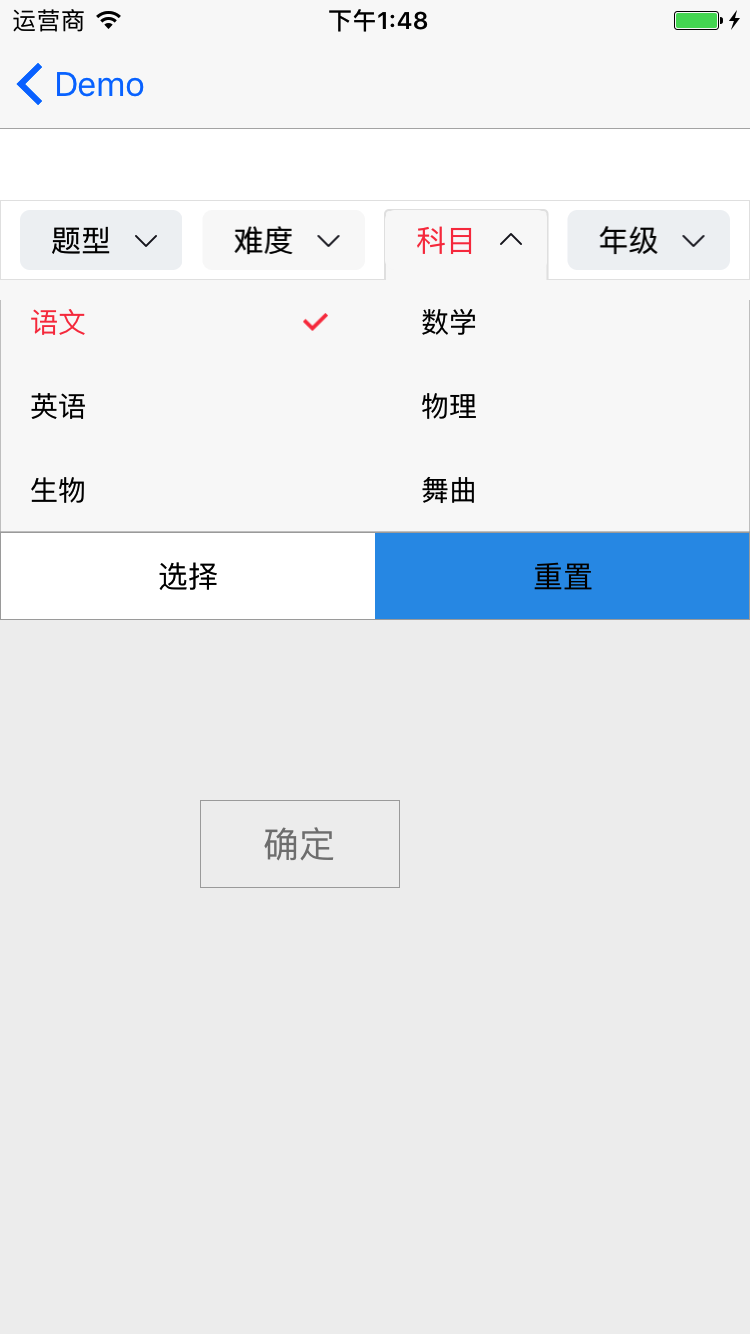 运营商 下午1:48
Demo
题型 难度 科目 年级
语文 数学
英语 物理
生物 舞曲
选择 重置
确定